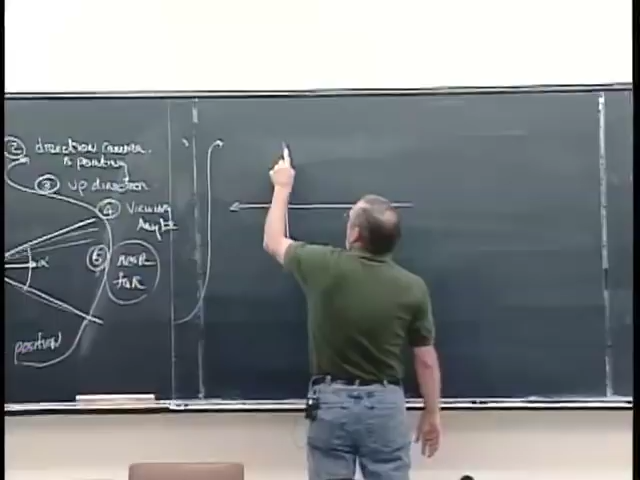 ② direction camera
is pointing
③ up direction
④ viewing
Angle
α
⑤ near
far
position